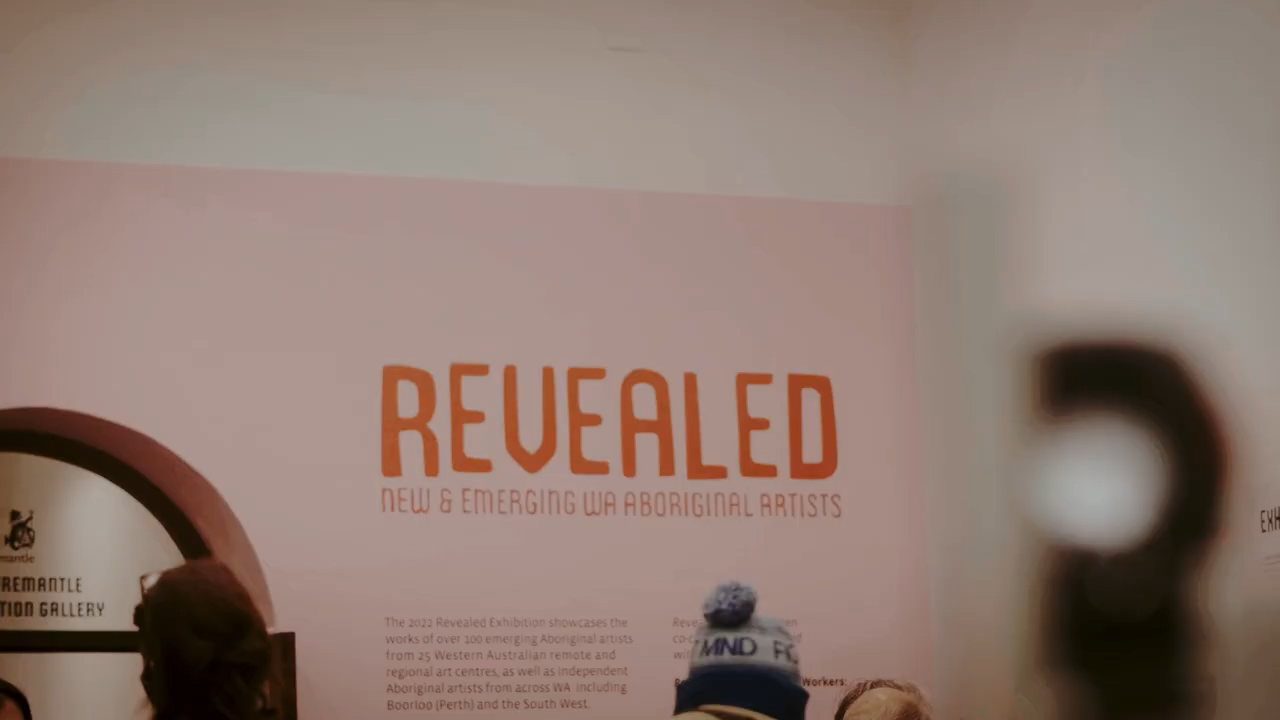 REVEALED
NEW & EMERGING WA ABORIGINAL ARTISTS
The 2022 Revealed Exhibition showcases the
works of over 100 emerging Aboriginal artists
from 25 Western Australian remote and
regional art centres, as well as independent
Aboriginal artists from across WA including
Boorloo (Perth) and the South West.
Workers:
mantle
REMANTLE
TION GALLERY
MND
EXH